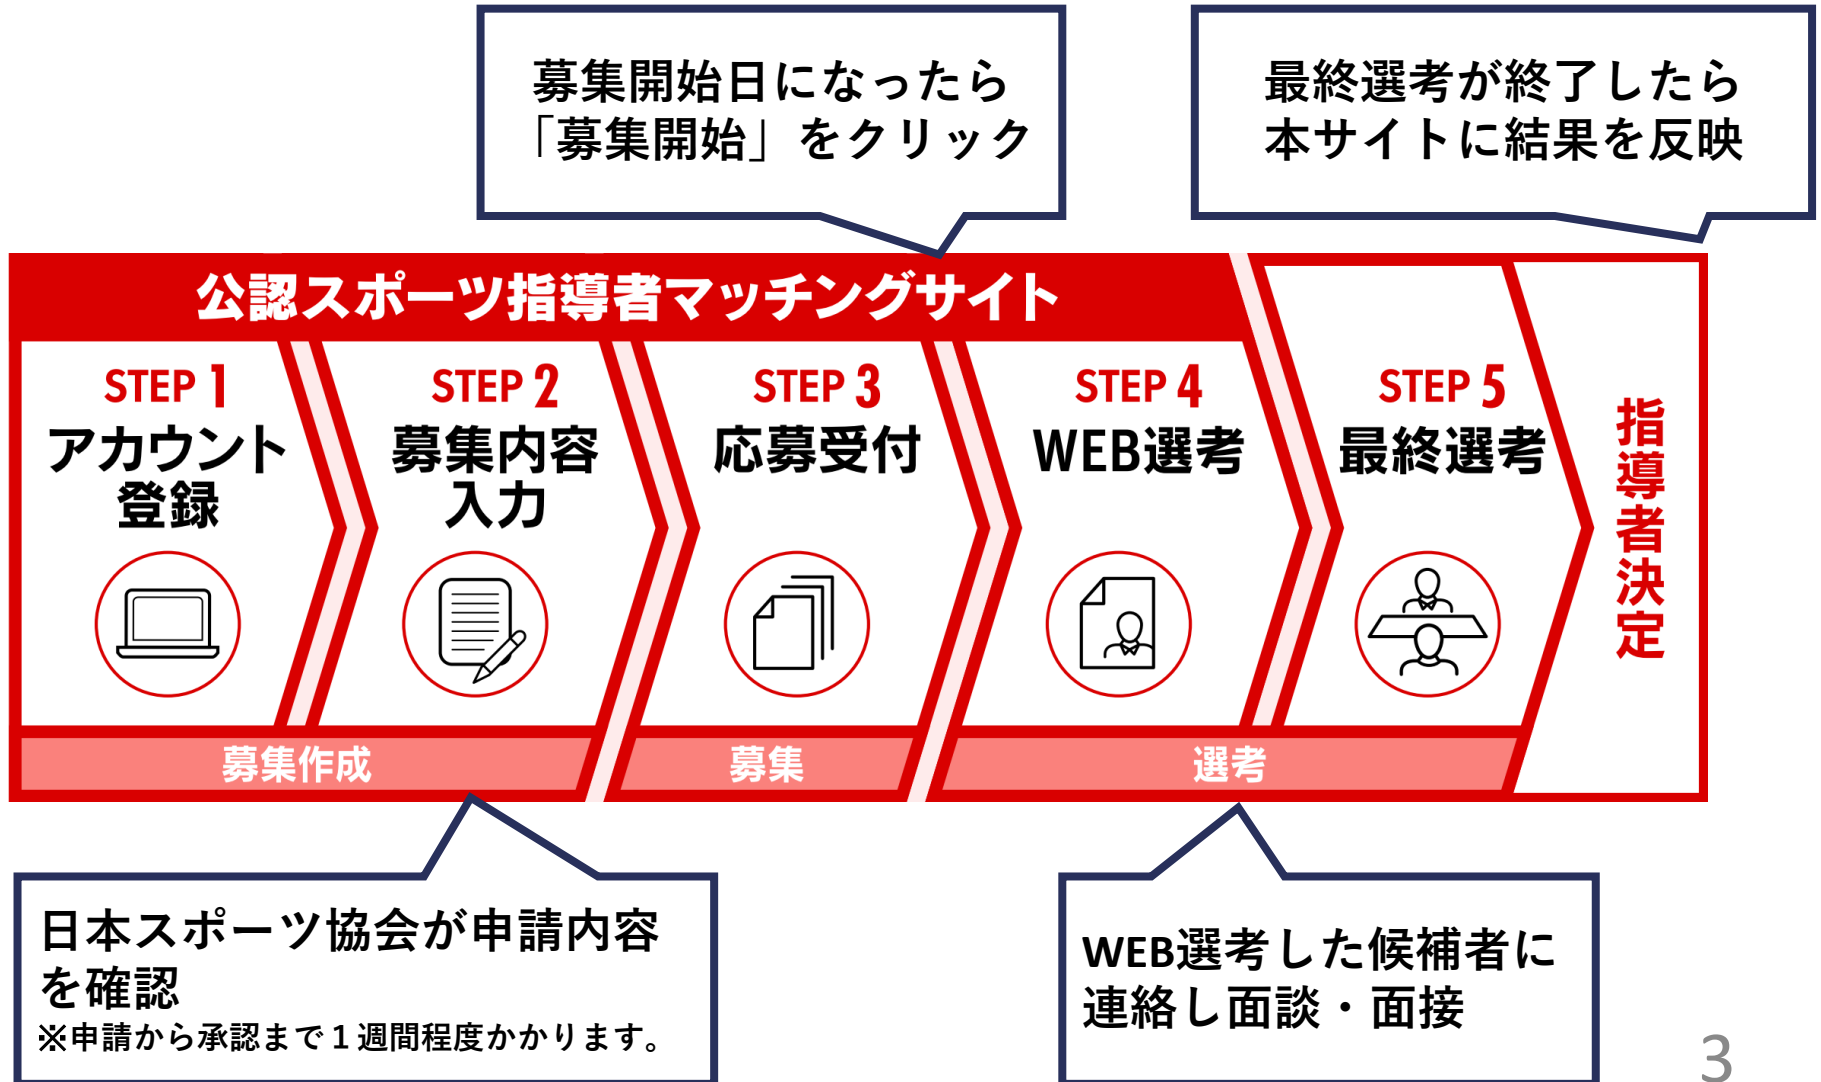 募集開始日になったら
「募集開始」をクリック
最終選考が終了したら
本サイトに結果を反映
公認スポーツ指導者マッチングサイト
STEP 1
アカウント
登録
STEP 2
募集内容
入力
STEP 3
応募受付
STEP 4
WEB選考
STEP 5
最終選考
指導者決定
募集作成
募集
選考
日本スポーツ協会が申請内容
を確認
※申請から承認まで１週間程度かかります。
WEB選考した候補者に
連絡し面談・面接
3